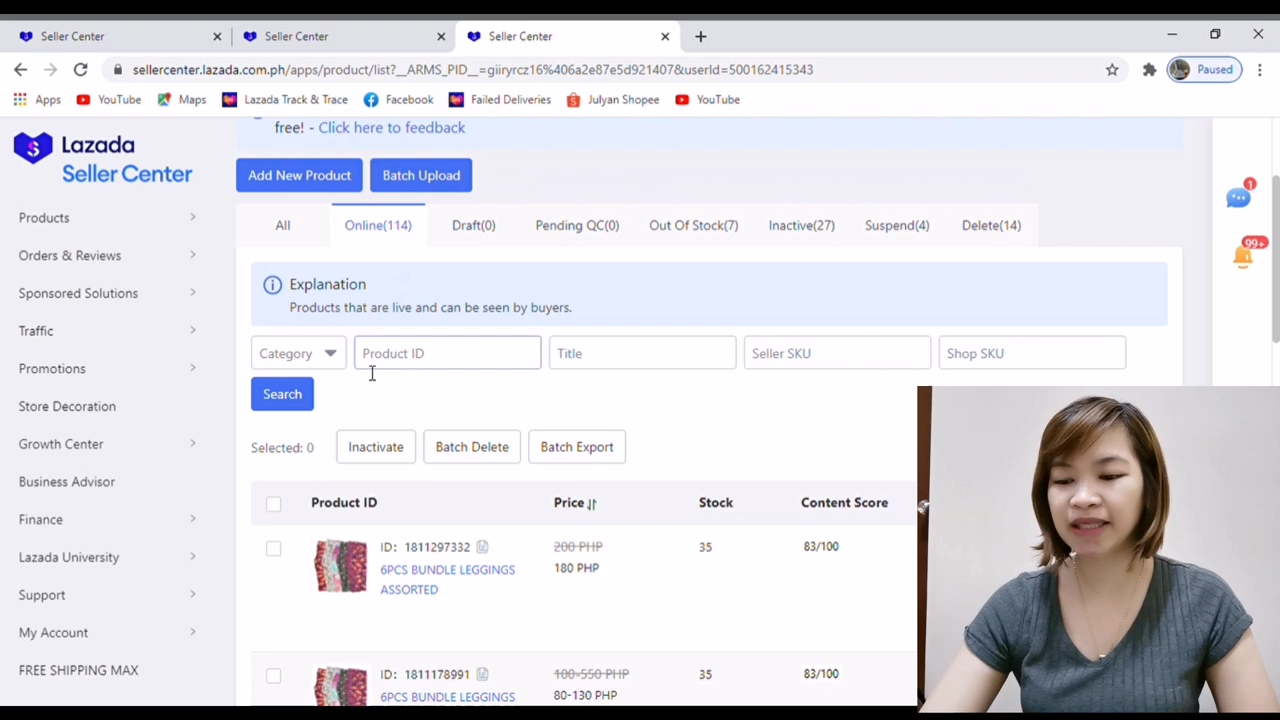 Seller Center
Seller Center
Seller Center
sellercenter.lazada.com.ph/apps/product/list?__ARMS_PID__=giiryrcz16%406a2e87e5d921407&userId=500162415343
Paused
Apps YouTube Maps Lazada Track & Trace Facebook Failed Deliveries Julyan Shopee YouTube
Lazada
Seller Center
Products
Orders & Reviews
Sponsored Solutions
Traffic
Promotions
Store Decoration
Growth Center
Business Advisor
Finance
Lazada University
Support
My Account
FREE SHIPPING MAX
free! - Click here to feedback
Add New Product Batch Upload
All Online(114) Draft(0) Pending QC(0) Out Of Stock(7) Inactive(27) Suspend(4) Delete(14)
Explanation
Products that are live and can be seen by buyers.
Category Product ID Title Seller SKU Shop SKU
Search
Selected: 0 Inactivate Batch Delete Batch Export
Product ID Price Stock Content Score
ID: 1811297332 200 PHP 35 83/100
6PCS BUNDLE LEGGINGS 180 PHP
ASSORTED
ID: 1811178991 100-550 PHP 35 83/100
6PCS BUNDLE LEGGINGS 80-130 PHP
1
99+